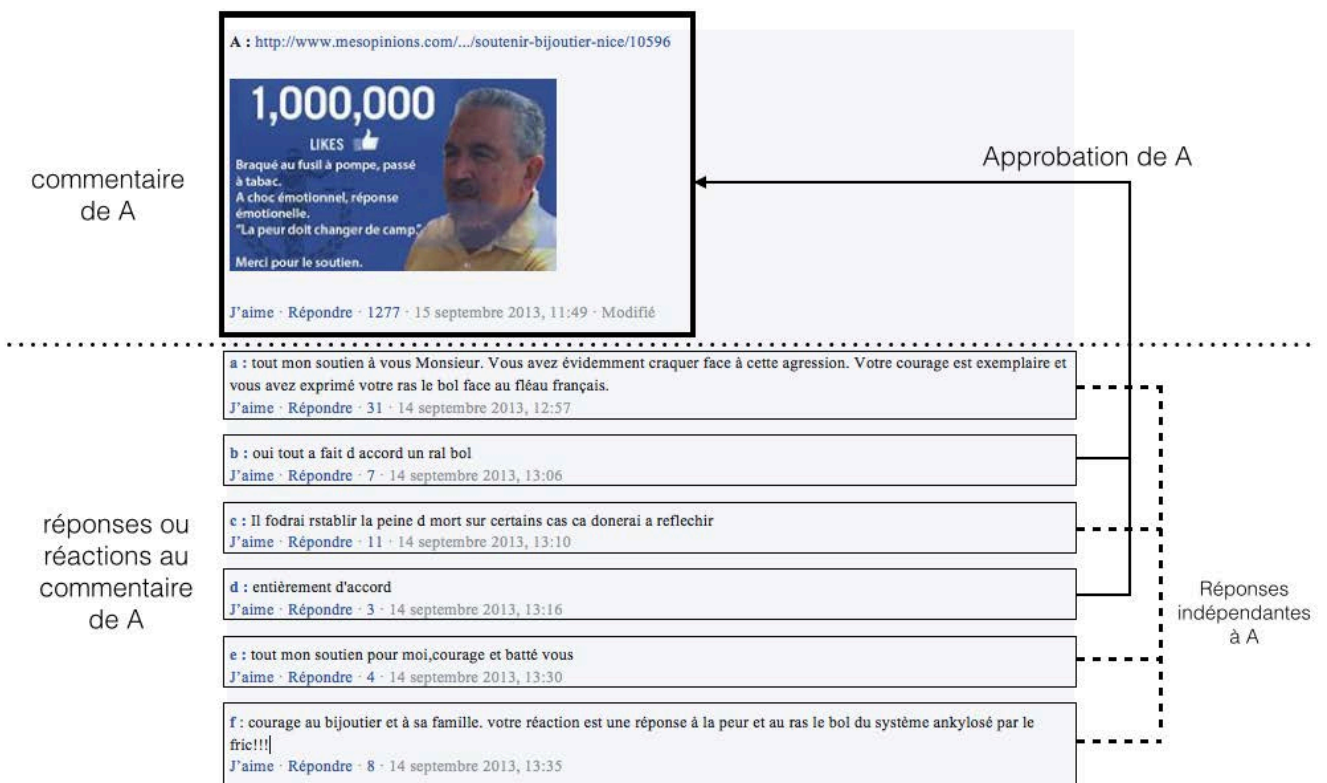 A : http://www.mesopinions.com/.../soutenir-bijoutier-nice/10596
1,000,000
LIKES
Braqué au fusil à pompe, passé
à tabac.
A choc émotionnel, réponse
émotionelle.
"La peur doit changer de camp."
Merci pour le soutien.
J'aime · Répondre · 1277 · 15 septembre 2013, 11:49 · Modifié
commentaire
de A
Approbation de A
a : tout mon soutien à vous Monsieur. Vous avez évidemment craquer face à cette agression. Votre courage est exemplaire et
vous avez exprimé votre ras le bol face au fléau français.
J'aime · Répondre · 31 · 14 septembre 2013, 12:57
b : oui tout a fait d accord un ral bol
J'aime · Répondre · 7 · 14 septembre 2013, 13:06
c : Il fodrai rstablir la peine d mort sur certains cas ca donerai a reflechir
J'aime · Répondre · 11 · 14 septembre 2013, 13:10
d : entièrement d'accord
J'aime · Répondre · 3 · 14 septembre 2013, 13:16
e : tout mon soutien pour moi,courage et batté vous
J'aime · Répondre · 4 · 14 septembre 2013, 13:30
f : courage au bijoutier et à sa famille. votre réaction est une réponse à la peur et au ras le bol du système ankylosé par le
fric!!!
J'aime · Répondre · 8 · 14 septembre 2013, 13:35
réponses ou
réactions au
commentaire
de A
Réponses
indépendantes
à A